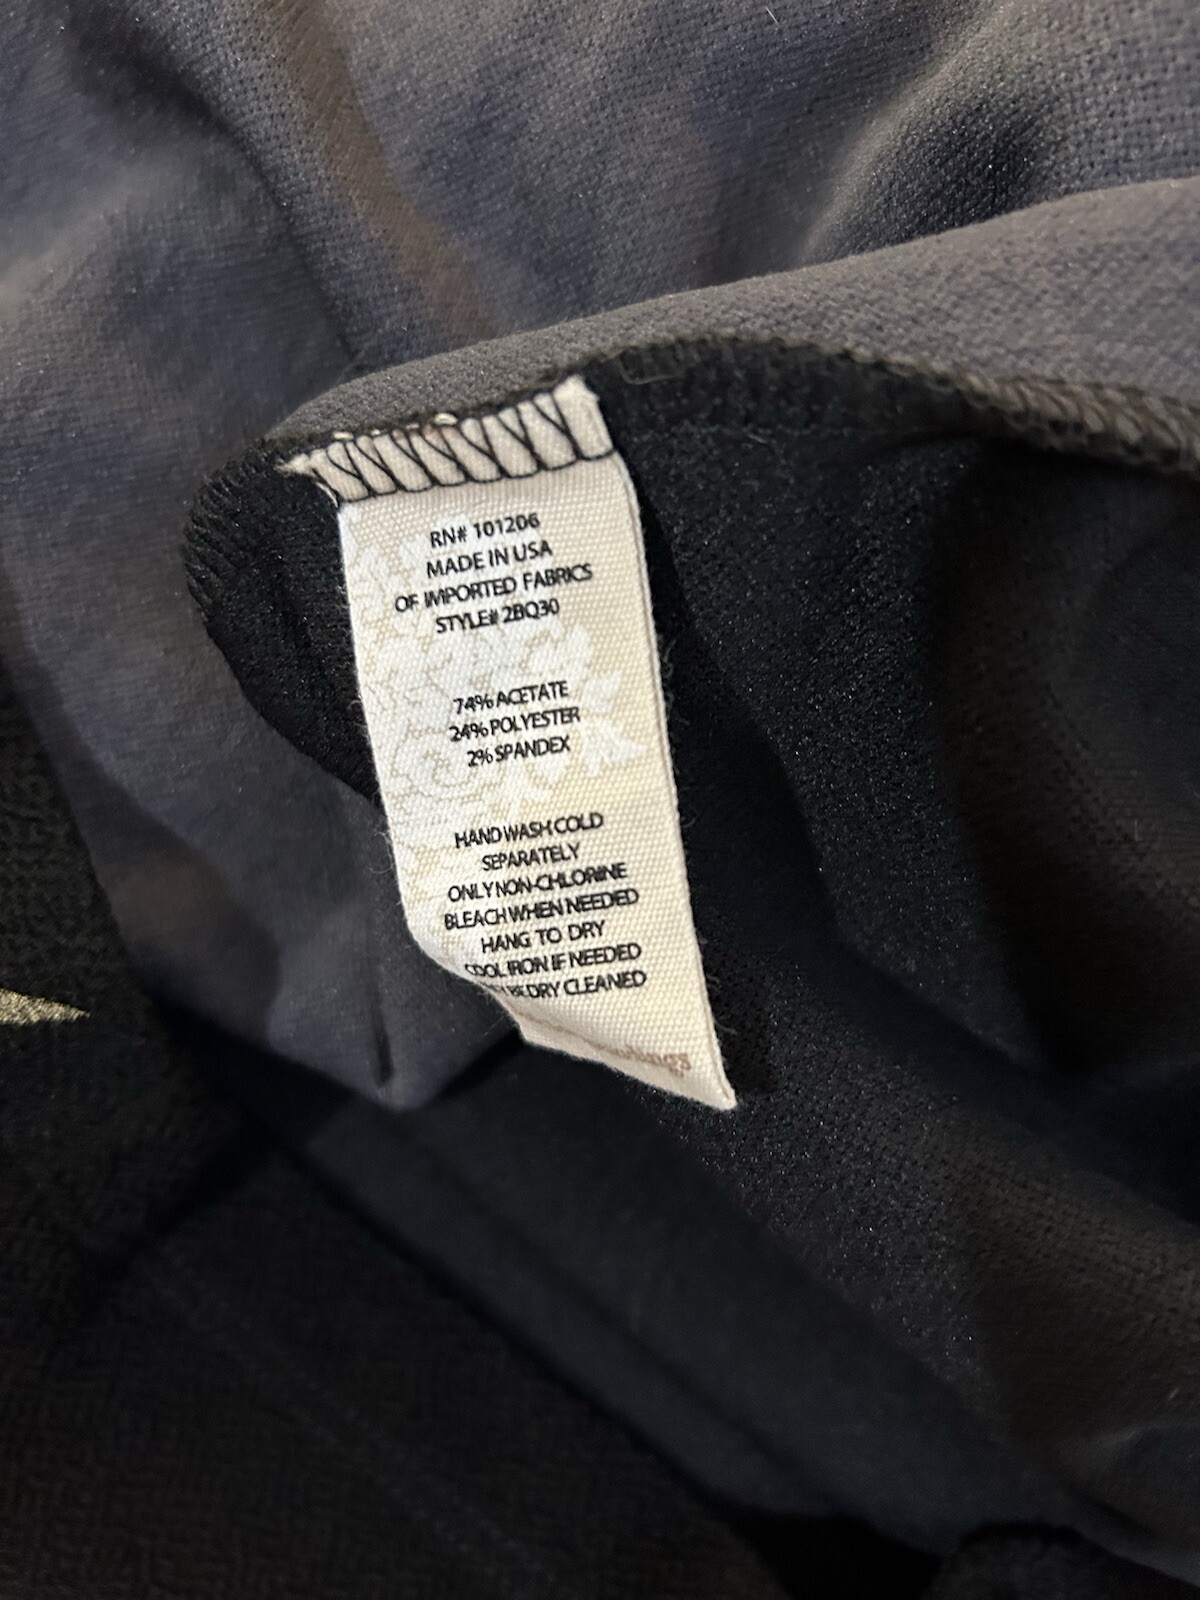 RN# 101206
MADE IN USA
OF IMPORTED FABRICS
STYLE# 2BQ30
74% ACETATE
24% POLYESTER
2% SPANDEX
HAND WASH COLD
SEPARATELY
ONLY NON-CHLORINE
BLEACH WHEN NEEDED
HANG TO DRY
COOL IRON IF NEEDED
BE DRY CLEANED